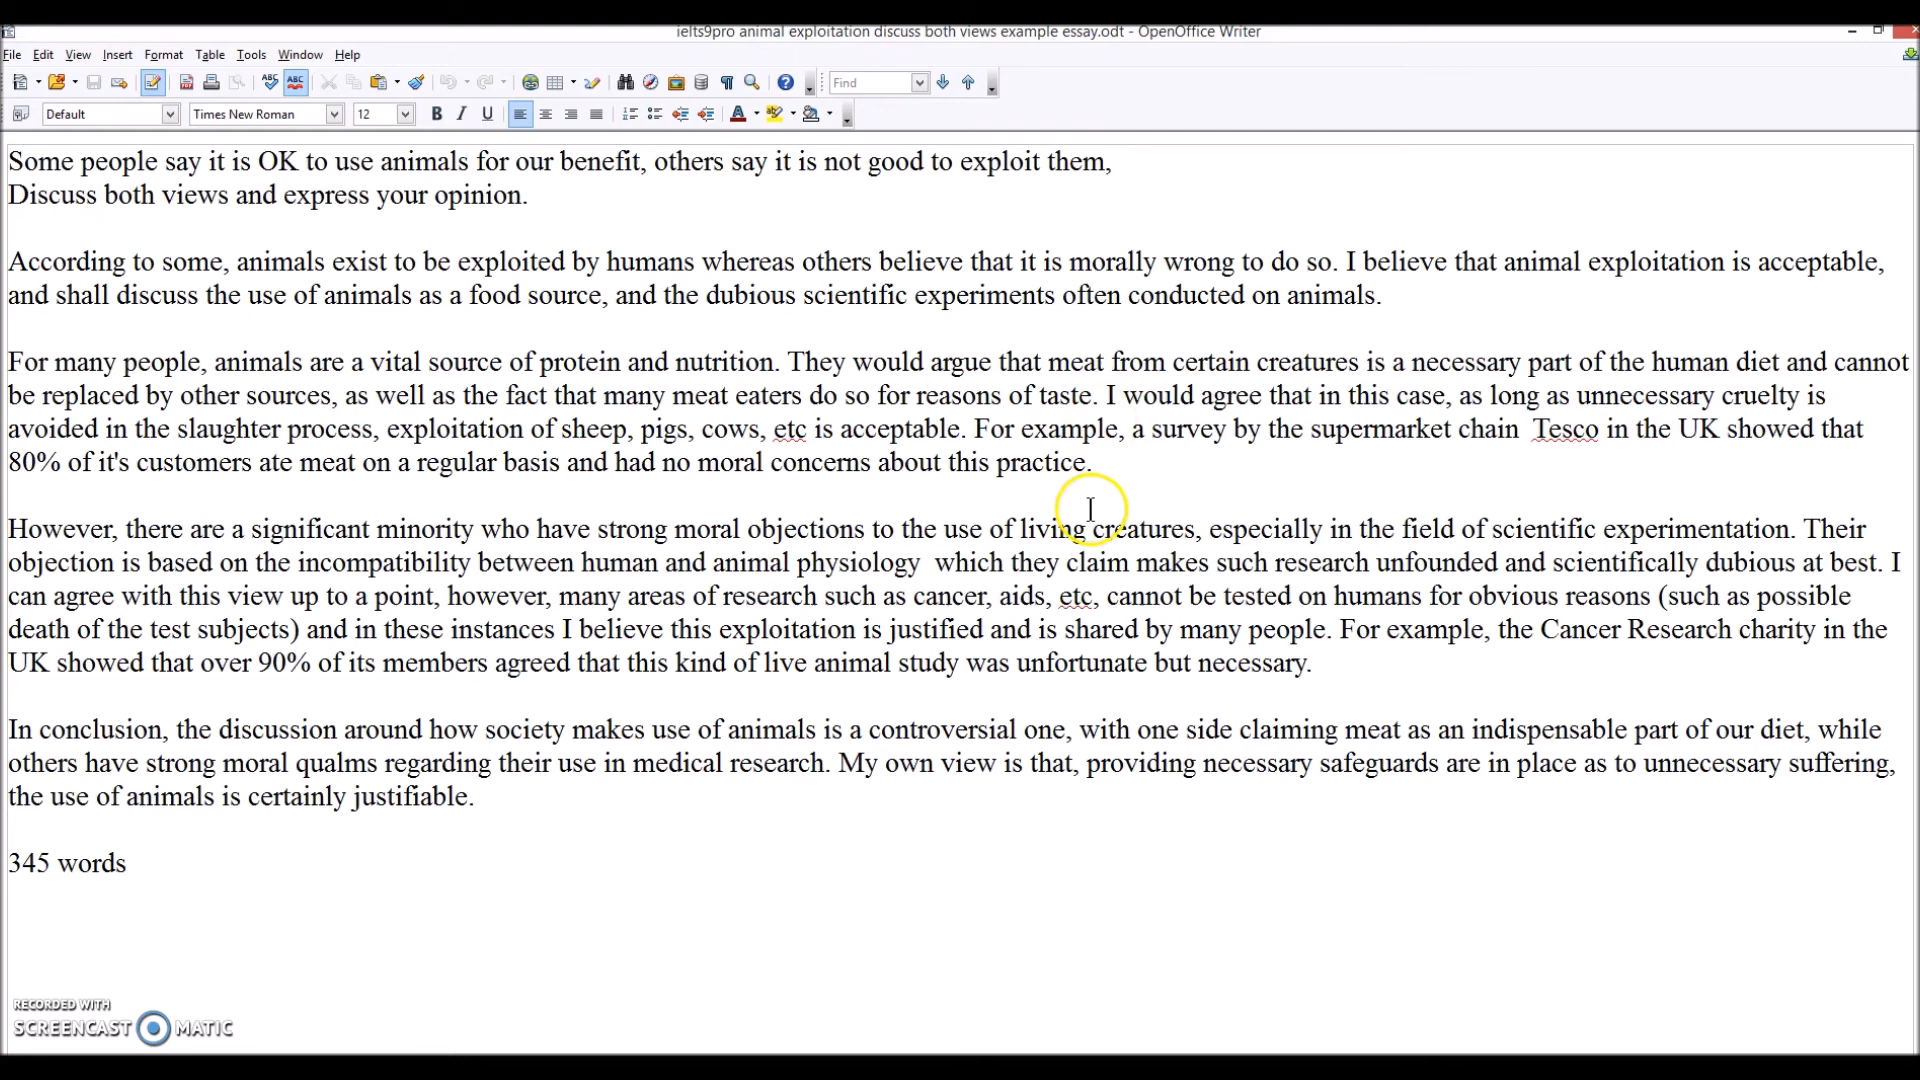 ielts9pro animal exploitation discuss both views example essay.odt - OpenOffice Writer
File Edit View Insert Format Table Tools Window Help
Find
Default Times New Roman 12
Some people say it is OK to use animals for our benefit, others say it is not good to exploit them,
Discuss both views and express your opinion.
According to some, animals exist to be exploited by humans whereas others believe that it is morally wrong to do so. I believe that animal exploitation is acceptable,
and shall discuss the use of animals as a food source, and the dubious scientific experiments often conducted on animals.
For many people, animals are a vital source of protein and nutrition. They would argue that meat from certain creatures is a necessary part of the human diet and cannot
be replaced by other sources, as well as the fact that many meat eaters do so for reasons of taste. I would agree that in this case, as long as unnecessary cruelty is
avoided in the slaughter process, exploitation of sheep, pigs, cows, etc is acceptable. For example, a survey by the supermarket chain  Tesco in the UK showed that
80% of it's customers ate meat on a regular basis and had no moral concerns about this practice.
However, there are a significant minority who have strong moral objections to the use of living creatures, especially in the field of scientific experimentation. Their
objection is based on the incompatibility between human and animal physiology  which they claim makes such research unfounded and scientifically dubious at best. I
can agree with this view up to a point, however, many areas of research such as cancer, aids, etc, cannot be tested on humans for obvious reasons (such as possible
death of the test subjects) and in these instances I believe this exploitation is justified and is shared by many people. For example, the Cancer Research charity in the
UK showed that over 90% of its members agreed that this kind of live animal study was unfortunate but necessary.
In conclusion, the discussion around how society makes use of animals is a controversial one, with one side claiming meat as an indispensable part of our diet, while
others have strong moral qualms regarding their use in medical research. My own view is that, providing necessary safeguards are in place as to unnecessary suffering,
the use of animals is certainly justifiable.
345 words
RECORDED WITH
SCREENCAST MATIC